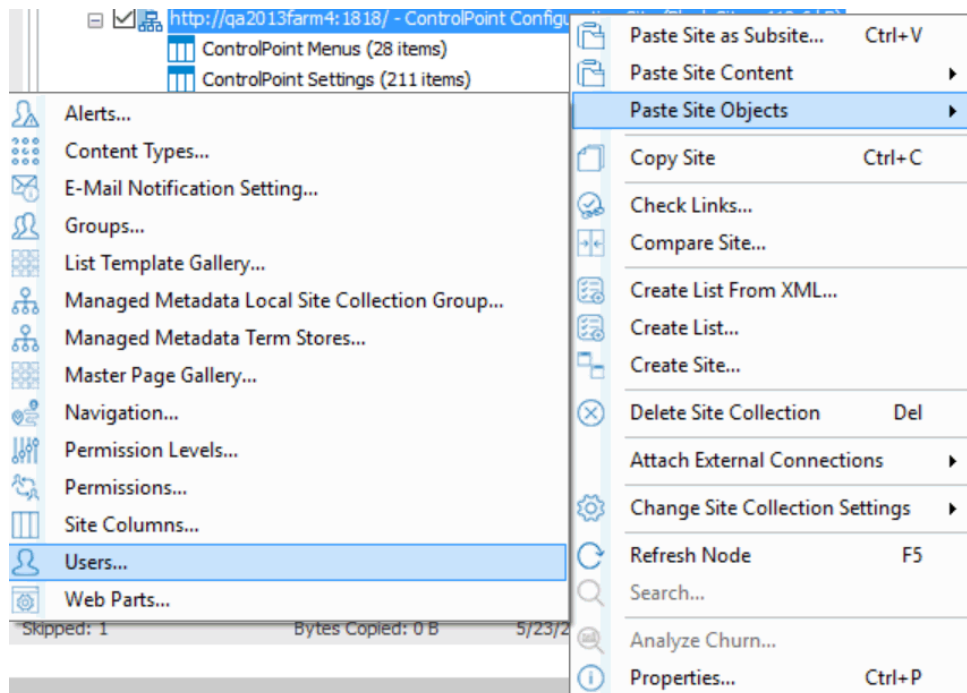 http://qa2013farm4:1818/ - ControlPoint Configu
ControlPoint Menus (28 items)
ControlPoint Settings (211 items)
Alerts...
Content Types...
E-Mail Notification Setting...
Groups...
List Template Gallery...
Managed Metadata Local Site Collection Group...
Managed Metadata Term Stores...
Master Page Gallery...
Navigation...
Permission Levels...
Permissions...
Site Columns...
Users...
Web Parts...
Skipped: 1 Bytes Copied: 0 B 5/23/2
Paste Site as Subsite... Ctrl+V
Paste Site Content
Paste Site Objects
Copy Site Ctrl+C
Check Links...
Compare Site...
Create List From XML...
Create List...
Create Site...
Delete Site Collection Del
Attach External Connections
Change Site Collection Settings
Refresh Node F5
Search...
Analyze Churn...
Properties... Ctrl+P